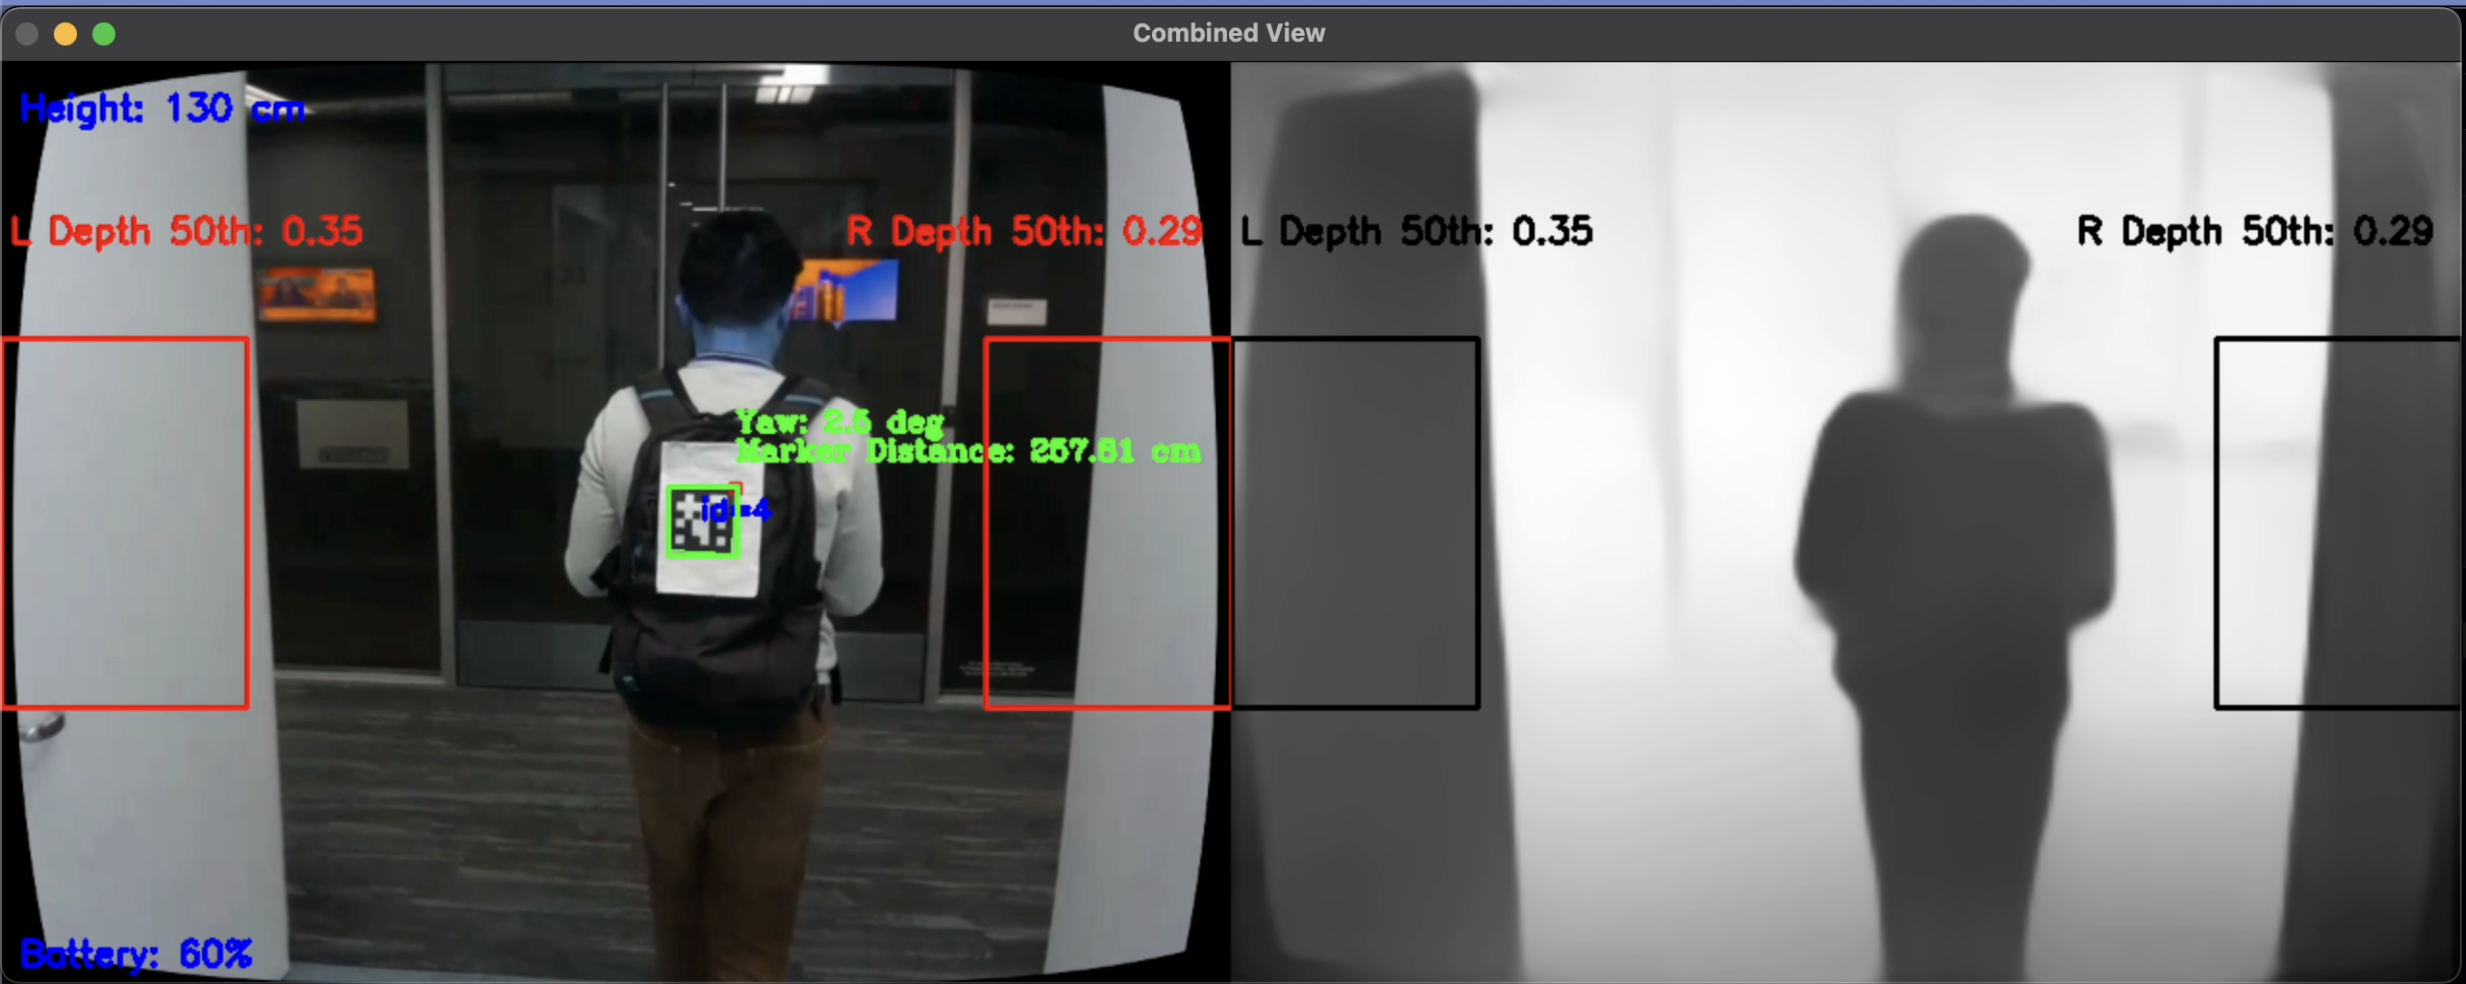 Combined View
Height: 130 cm
L Depth 50th: 0.35
R Depth 50th: 0.29
L Depth 50th: 0.35
R Depth 50th: 0.29
Yaw: 2.5 deg
Marker Distance: 257.81 cm
id=4
Battery: 60%